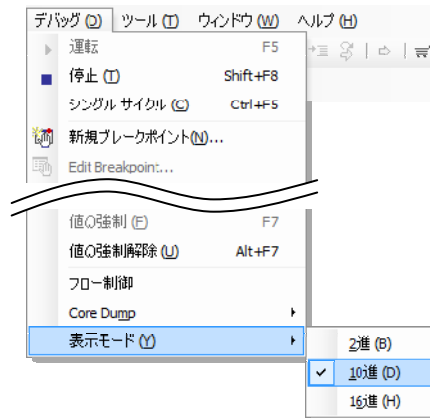 デバッグ (D) ツール (T) ウィンドウ (W) ヘルプ (H)
運転 F5
停止 (T) Shift+F8
シングル サイクル (C) Ctrl+F5
新規ブレークポイント(N)...
Edit Breakpoint...
値の強制 (F) F7
値の強制解除 (U) Alt+F7
フロー制御
Core Dump
表示モード (Y)
2進 (B)
10進 (D)
16進 (H)